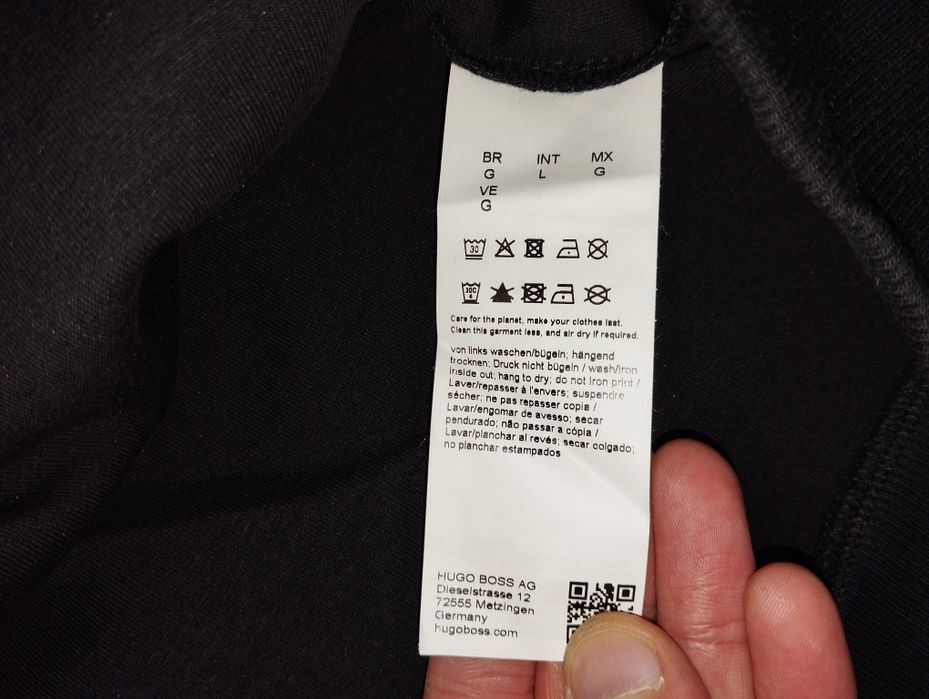 BR INT MX
G L G
VE
G
30
30C
Care for the planet, make your clothes last.
Clean this garment less, and air dry if required.
von links waschen/bügeln; hängend
trocknen; Druck nicht bügeln / wash/iron
inside out; hang to dry; do not iron print /
Laver/repasser à l'envers; suspendre
sécher; ne pas repasser copia /
Lavar/engomar de avesso; secar
pendurado; não passar a cópia /
Lavar/planchar al revés; secar colgado;
no planchar estampados
HUGO BOSS AG
Dieselstrasse 12
72555 Metzingen
Germany
hugoboss.com